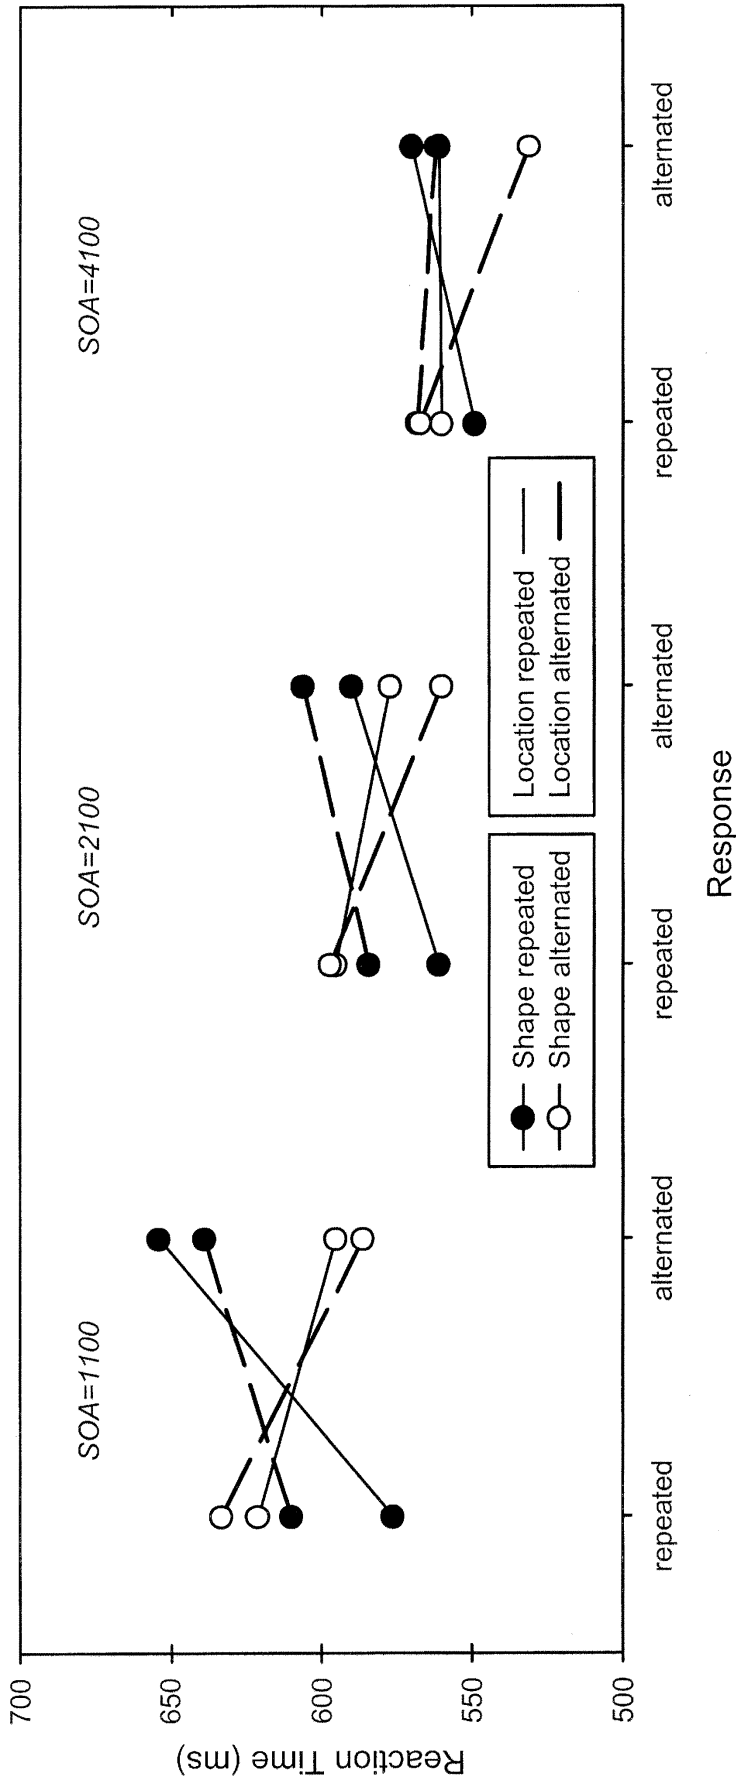 SOA=1100
SOA=2100
SOA=4100
700
650
600
550
500
Reaction Time (ms)
repeated
alternated
repeated
alternated
repeated
alternated
Shape repeated
Shape alternated
Location repeated
Location alternated
Response